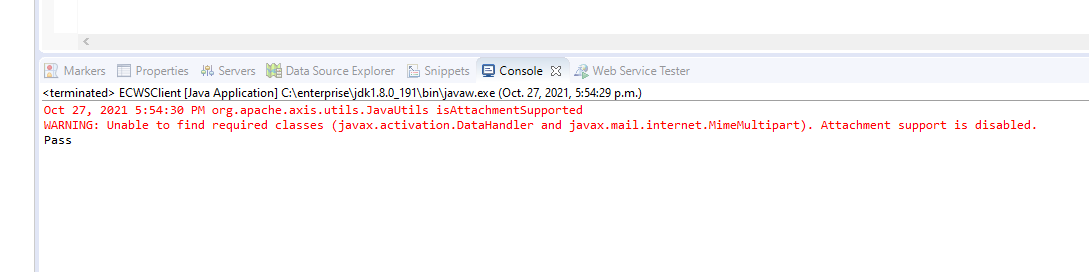 Markers Properties Servers Data Source Explorer Snippets Console Web Service Tester
<terminated> ECWSClient [Java Application] C:\enterprise\jdk1.8.0_191\bin\javaw.exe (Oct. 27, 2021, 5:54:29 p.m.)
Oct 27, 2021 5:54:30 PM org.apache.axis.utils.JavaUtils isAttachmentSupported
WARNING: Unable to find required classes (javax.activation.DataHandler and javax.mail.internet.MimeMultipart). Attachment support is disabled.
Pass